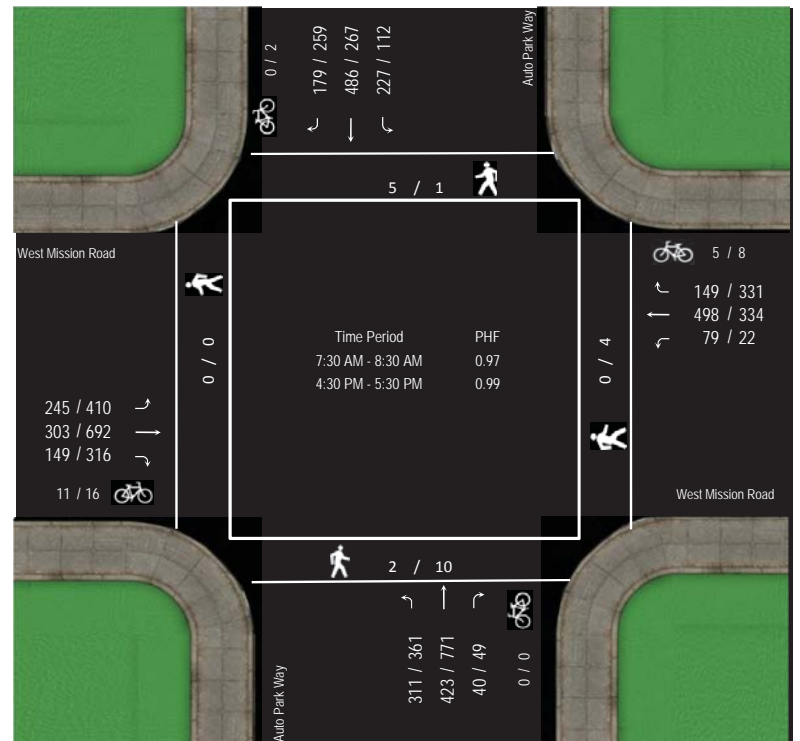 0 / 2
179 / 259
486 / 267
227 / 112
Auto Park Way
5 / 1
West Mission Road
5 / 8
149 / 331
498 / 334
79 / 22
0 / 0
Time Period PHF
7:30 AM - 8:30 AM 0.97
4:30 PM - 5:30 PM 0.99
0 / 4
245 / 410
303 / 692
149 / 316
11 / 16
West Mission Road
2 / 10
Auto Park Way
311 / 361
423 / 771
40 / 49
0 / 0